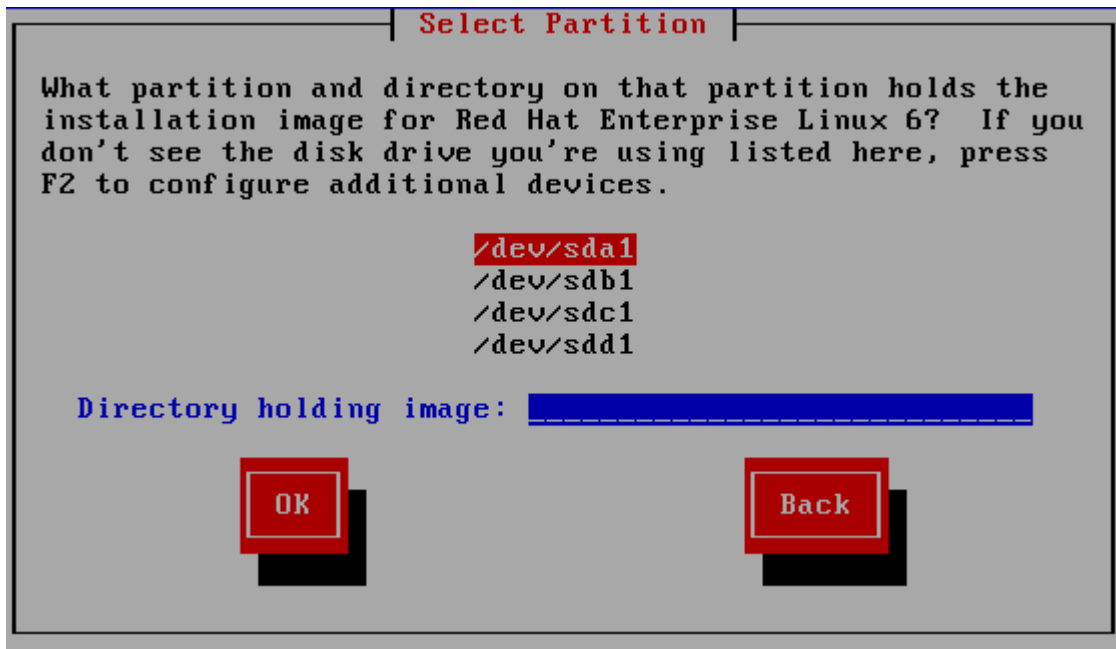 Select Partition
What partition and directory on that partition holds the
installation image for Red Hat Enterprise Linux 6? If you
don't see the disk drive you're using listed here, press
F2 to configure additional devices.
/dev/sda1
/dev/sdb1
/dev/sdc1
/dev/sdd1
Directory holding image:
OK
Back